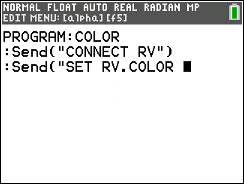 NORMAL FLOAT AUTO REAL RADIAN MP
EDIT MENU:[alpha][f5]
PROGRAM:COLOR
:Send("CONNECT RV")
:Send("SET RV.COLOR